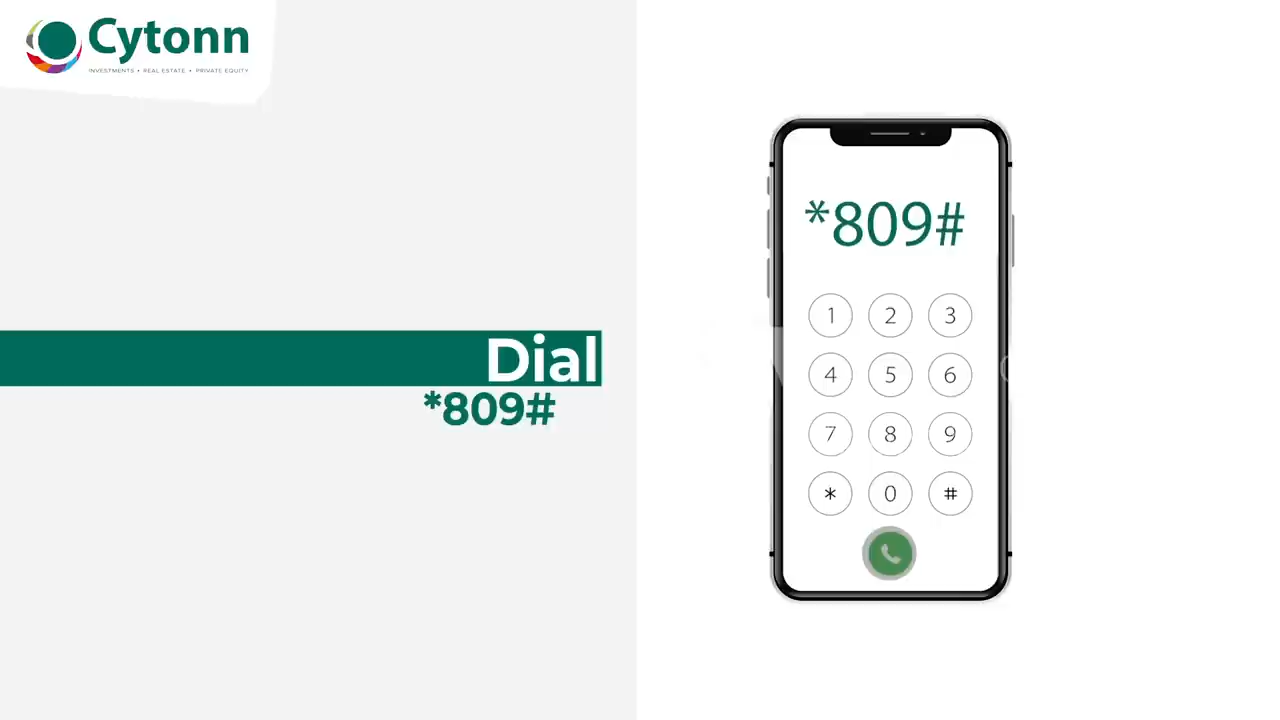 Cytonn
INVESTMENTS • REAL ESTATE • PRIVATE EQUITY
Dial
*809#
*809#
1 2 3
4 5 6
7 8 9
* 0 #